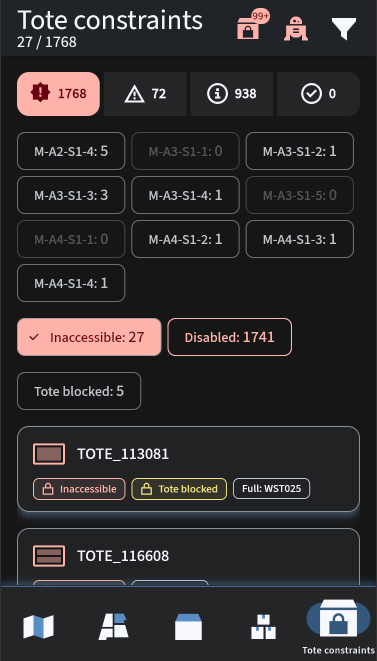 Tote constraints
27 / 1768
99+
1768
72
938
0
M-A2-S1-4: 5
M-A3-S1-1: 0
M-A3-S1-2: 1
M-A3-S1-3: 3
M-A3-S1-4: 1
M-A3-S1-5: 0
M-A4-S1-1: 0
M-A4-S1-2: 1
M-A4-S1-3: 1
M-A4-S1-4: 1
Inaccessible: 27
Disabled: 1741
Tote blocked: 5
TOTE_113081
Inaccessible
Tote blocked
Full: WST025
TOTE_116608
Tote constraints